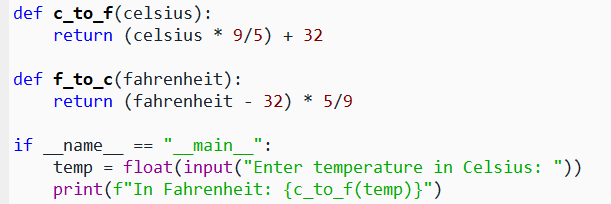 def c_to_f(celsius):
    return (celsius * 9/5) + 32

def f_to_c(fahrenheit):
    return (fahrenheit - 32) * 5/9

if __name__ == "__main__":
    temp = float(input("Enter temperature in Celsius: "))
    print(f"In Fahrenheit: {c_to_f(temp)}")